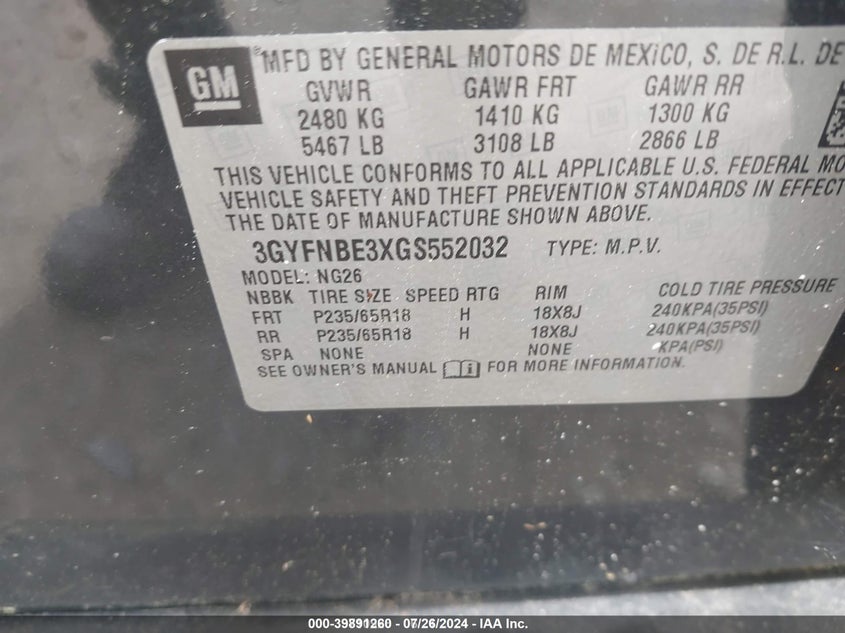 GM
® MFD BY GENERAL MOTORS DE MEXICO, S. DE R.L. DE
GVWR GAWR FRT GAWR RR
2480 KG 1410 KG 1300 KG
5467 LB 3108 LB 2866 LB
THIS VEHICLE CONFORMS TO ALL APPLICABLE U.S. FEDERAL MO
VEHICLE SAFETY AND THEFT PREVENTION STANDARDS IN EFFECT
THE DATE OF MANUFACTURE SHOWN ABOVE.
3GYFNBE3XGS552032 TYPE: M.P.V.
MODEL: NG26
NBBK TIRE SIZE SPEED RTG RIM COLD TIRE PRESSURE
FRT P235/65R18 H 18X8J 240KPA(35PSI)
RR P235/65R18 H 18X8J 240KPA(35PSI)
SPA NONE NONE KPA(PSI)
SEE OWNER'S MANUAL FOR MORE INFORMATION.
000-39891260 - 07/26/2024 - IAA Inc.